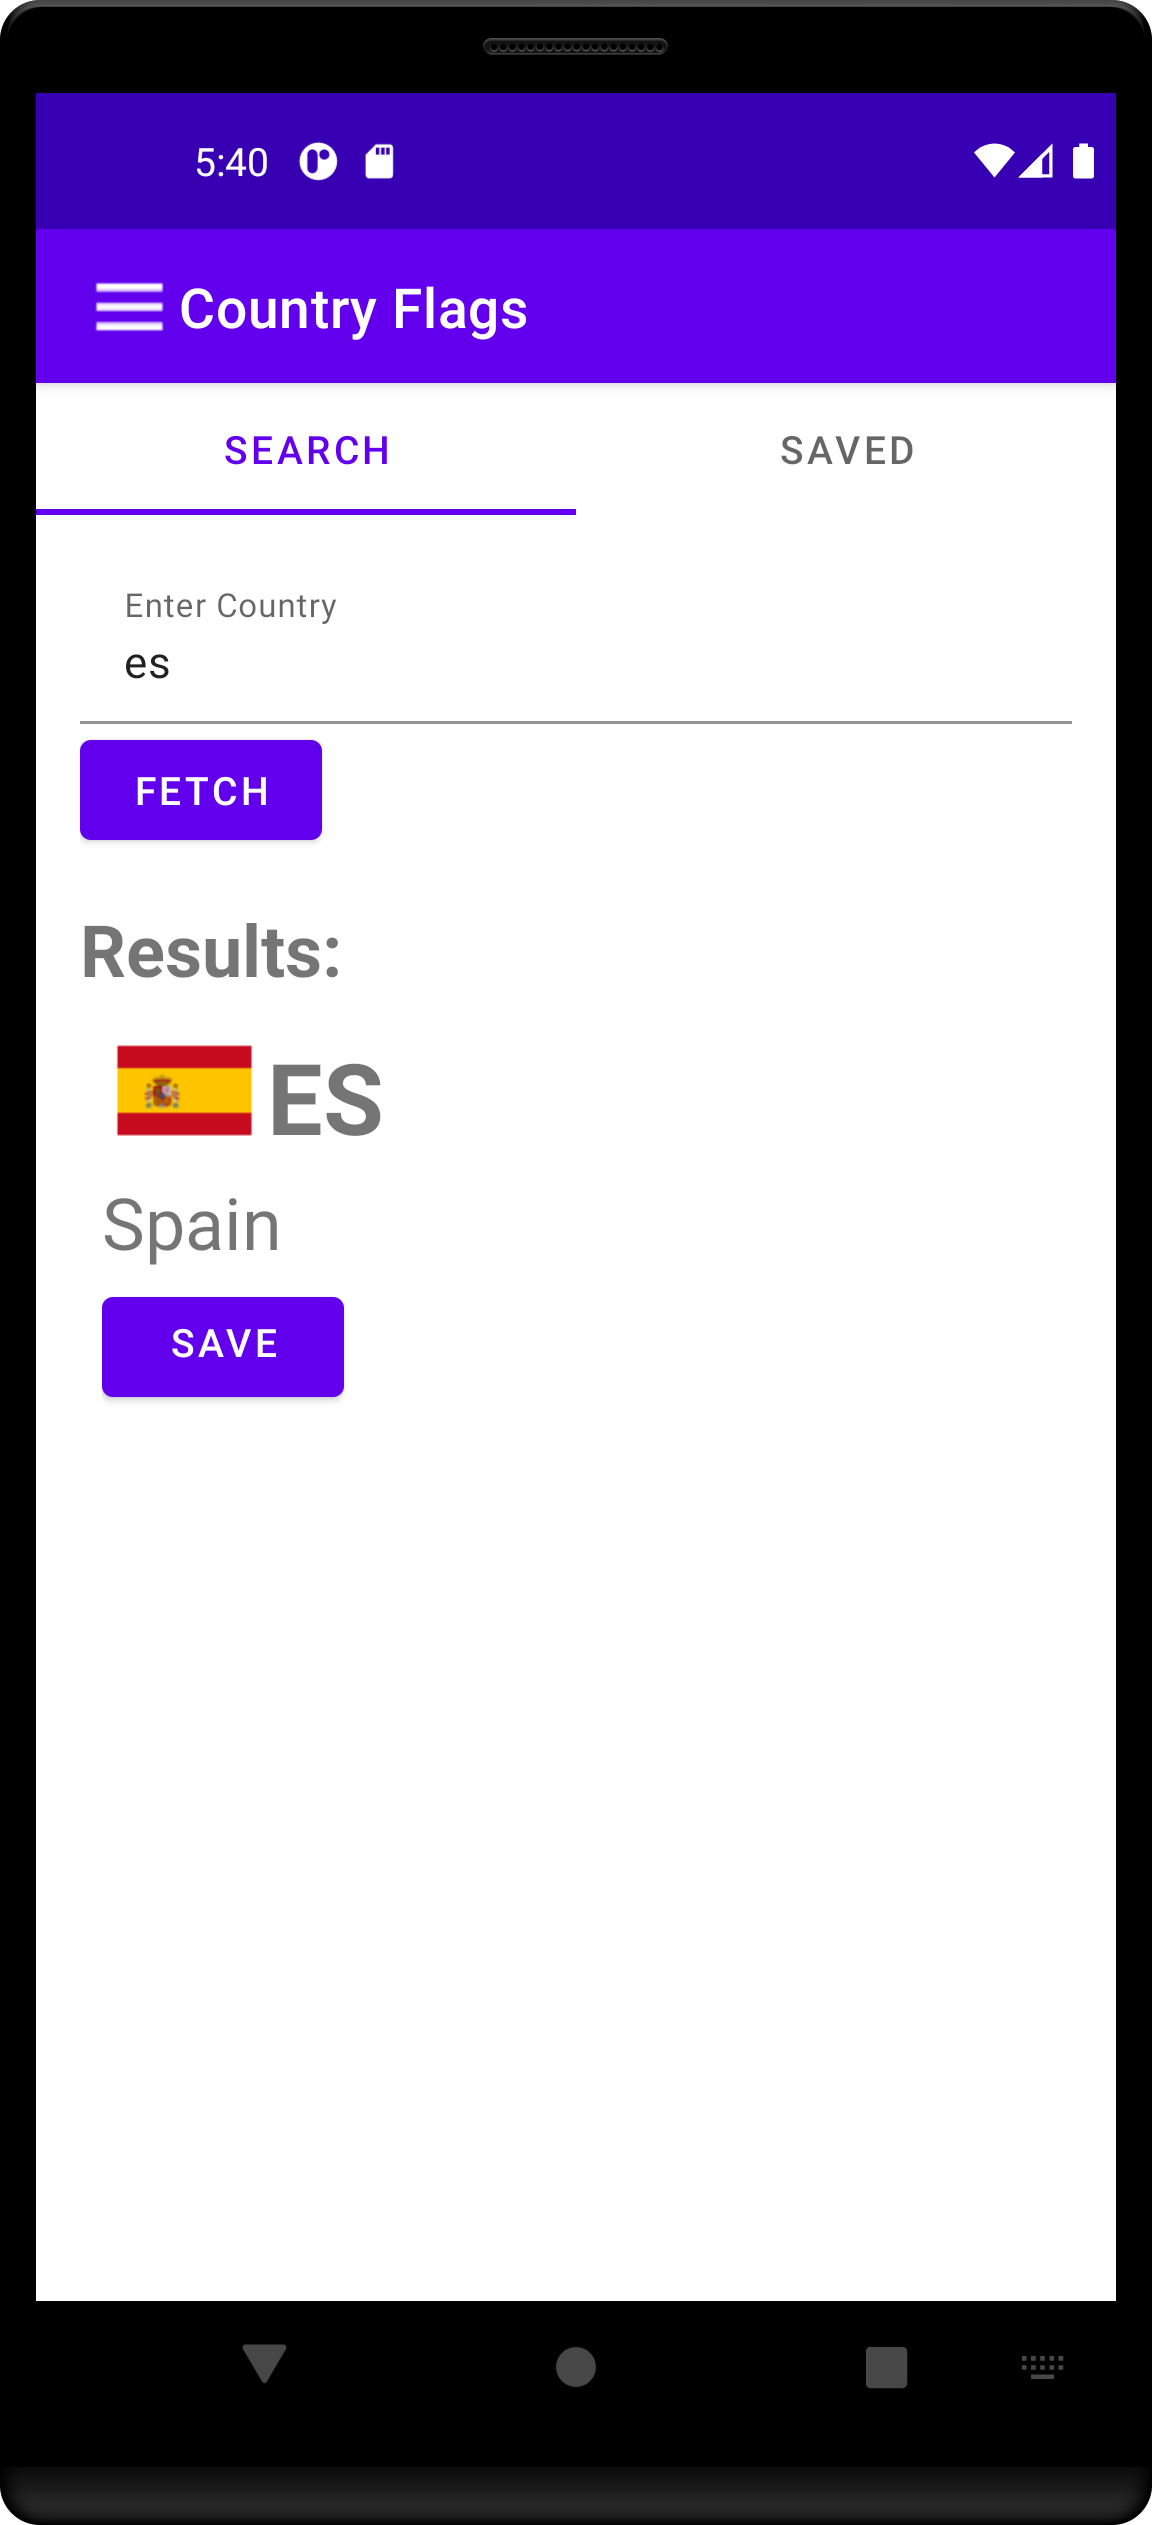 5:40
Country Flags
SEARCH
SAVED
Enter Country
es
FETCH
Results:
ES
Spain
SAVE